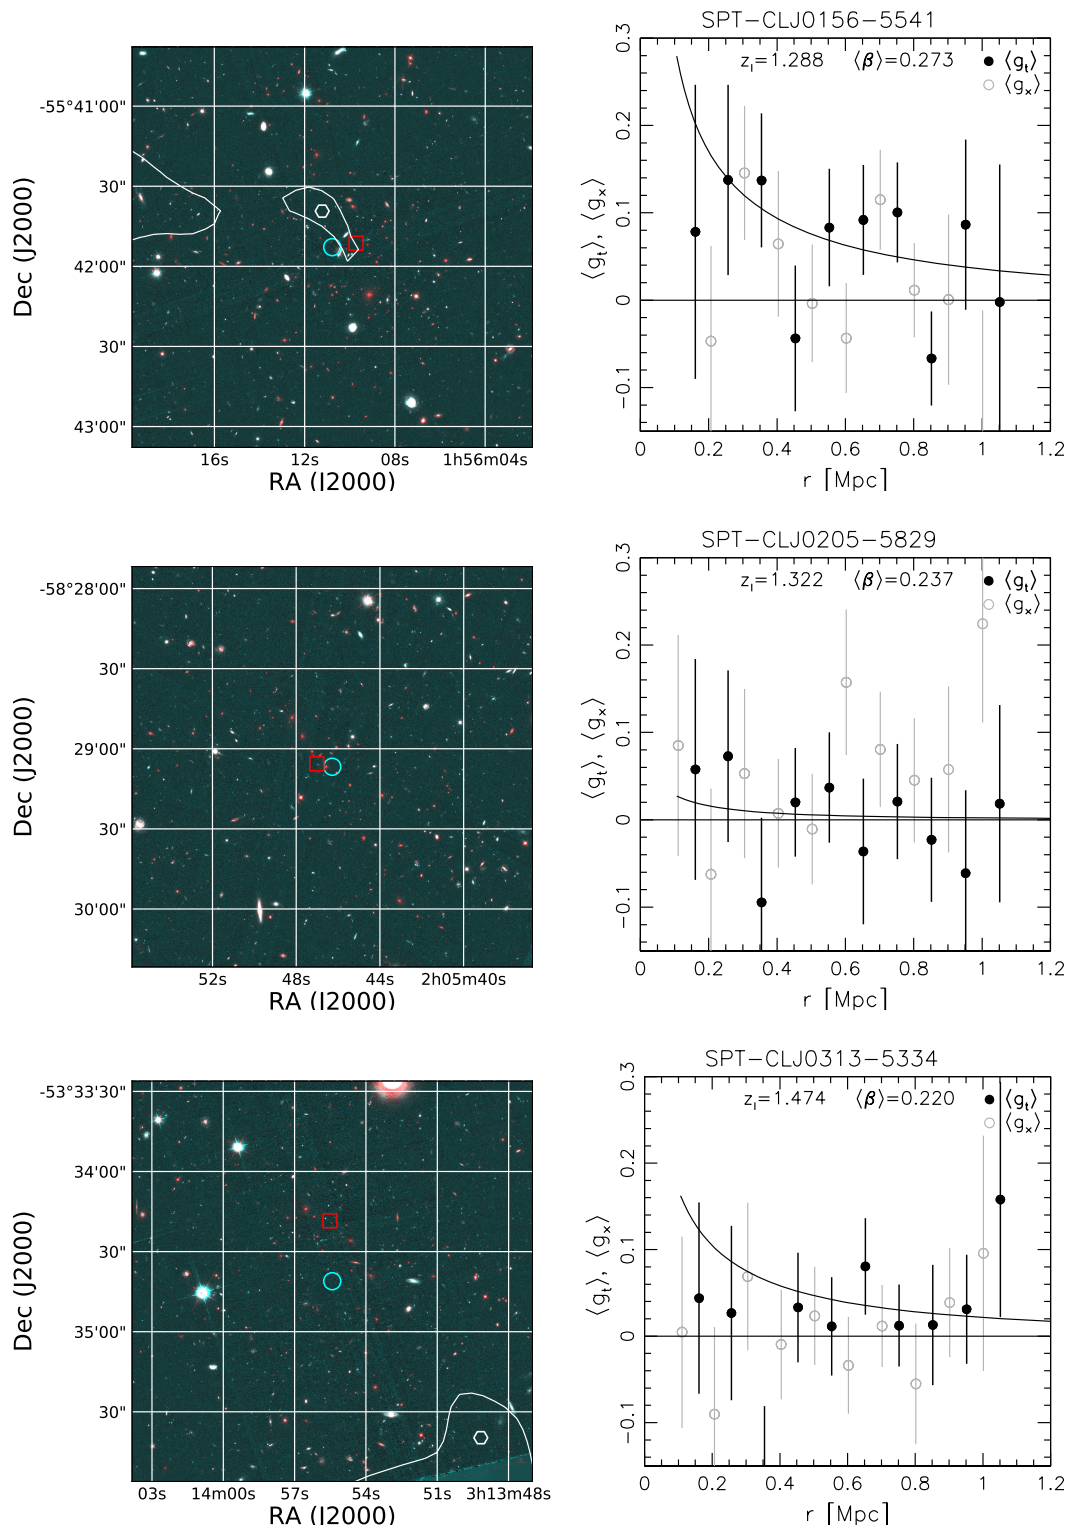 SPT-CLJ0156-5541
z_l=1.288 ⟨β⟩=0.273 ⟨g_t⟩
⟨g_x⟩
⟨g_t⟩, ⟨g_x⟩
0.3
0.2
0.1
0
-0.1
0 0.2 0.4 0.6 0.8 1 1.2
r [Mpc]
Dec (J2000)
-55°41'00"
30"
42'00"
30"
43'00"
16s 12s 08s 1h56m04s
RA (J2000)
SPT-CLJ0205-5829
z_l=1.322 ⟨β⟩=0.237 ⟨g_t⟩
⟨g_x⟩
⟨g_t⟩, ⟨g_x⟩
0.3
0.2
0.1
0
-0.1
0 0.2 0.4 0.6 0.8 1 1.2
r [Mpc]
Dec (J2000)
-58°28'00"
30"
29'00"
30"
30'00"
52s 48s 44s 2h05m40s
RA (J2000)
SPT-CLJ0313-5334
z_l=1.474 ⟨β⟩=0.220 ⟨g_t⟩
⟨g_x⟩
⟨g_t⟩, ⟨g_x⟩
0.3
0.2
0.1
0
-0.1
0 0.2 0.4 0.6 0.8 1 1.2
r [Mpc]
Dec (J2000)
-53°33'30"
34'00"
30"
35'00"
30"
03s 14m00s 57s 54s 51s 3h13m48s
RA (J2000)